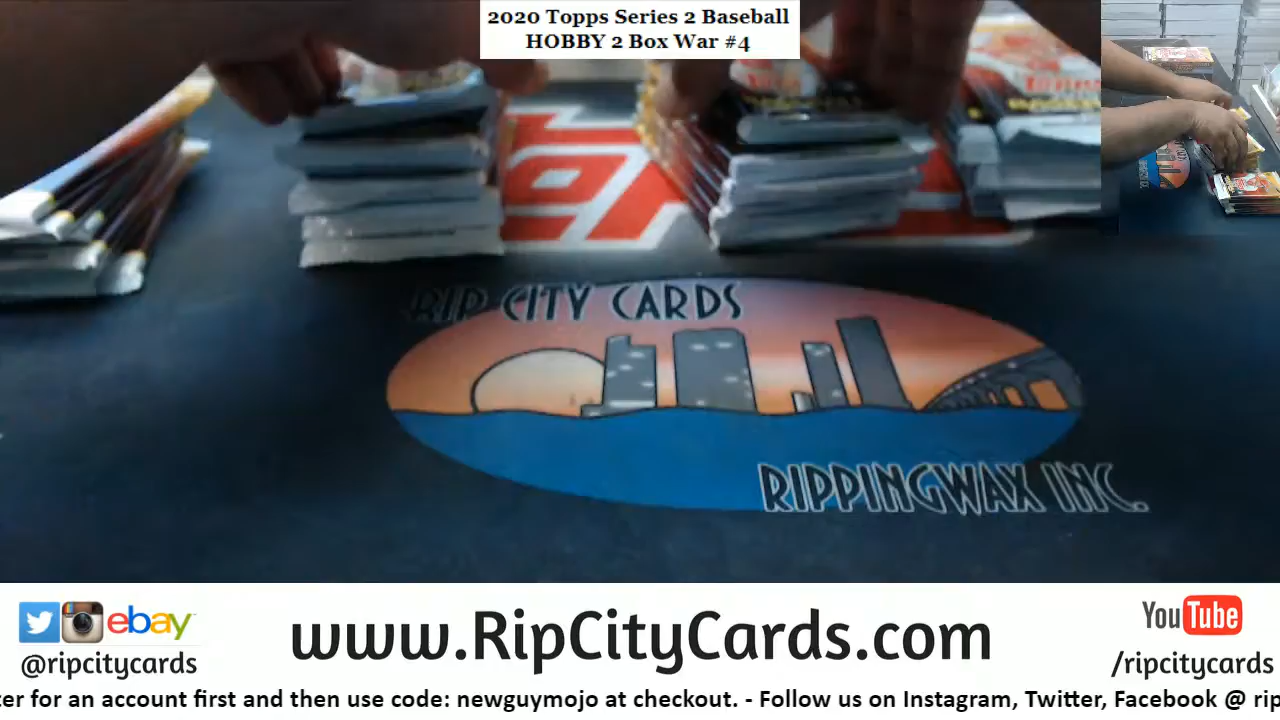 2020 Topps Series 2 Baseball
HOBBY 2 Box War #4
RIP CITY CARDS
RIPPINGWAX INC.
ebay
@ripcitycards
www.RipCityCards.com
YouTube
/ripcitycards
ter for an account first and then use code: newguymojo at checkout. - Follow us on Instagram, Twitter, Facebook @ rip